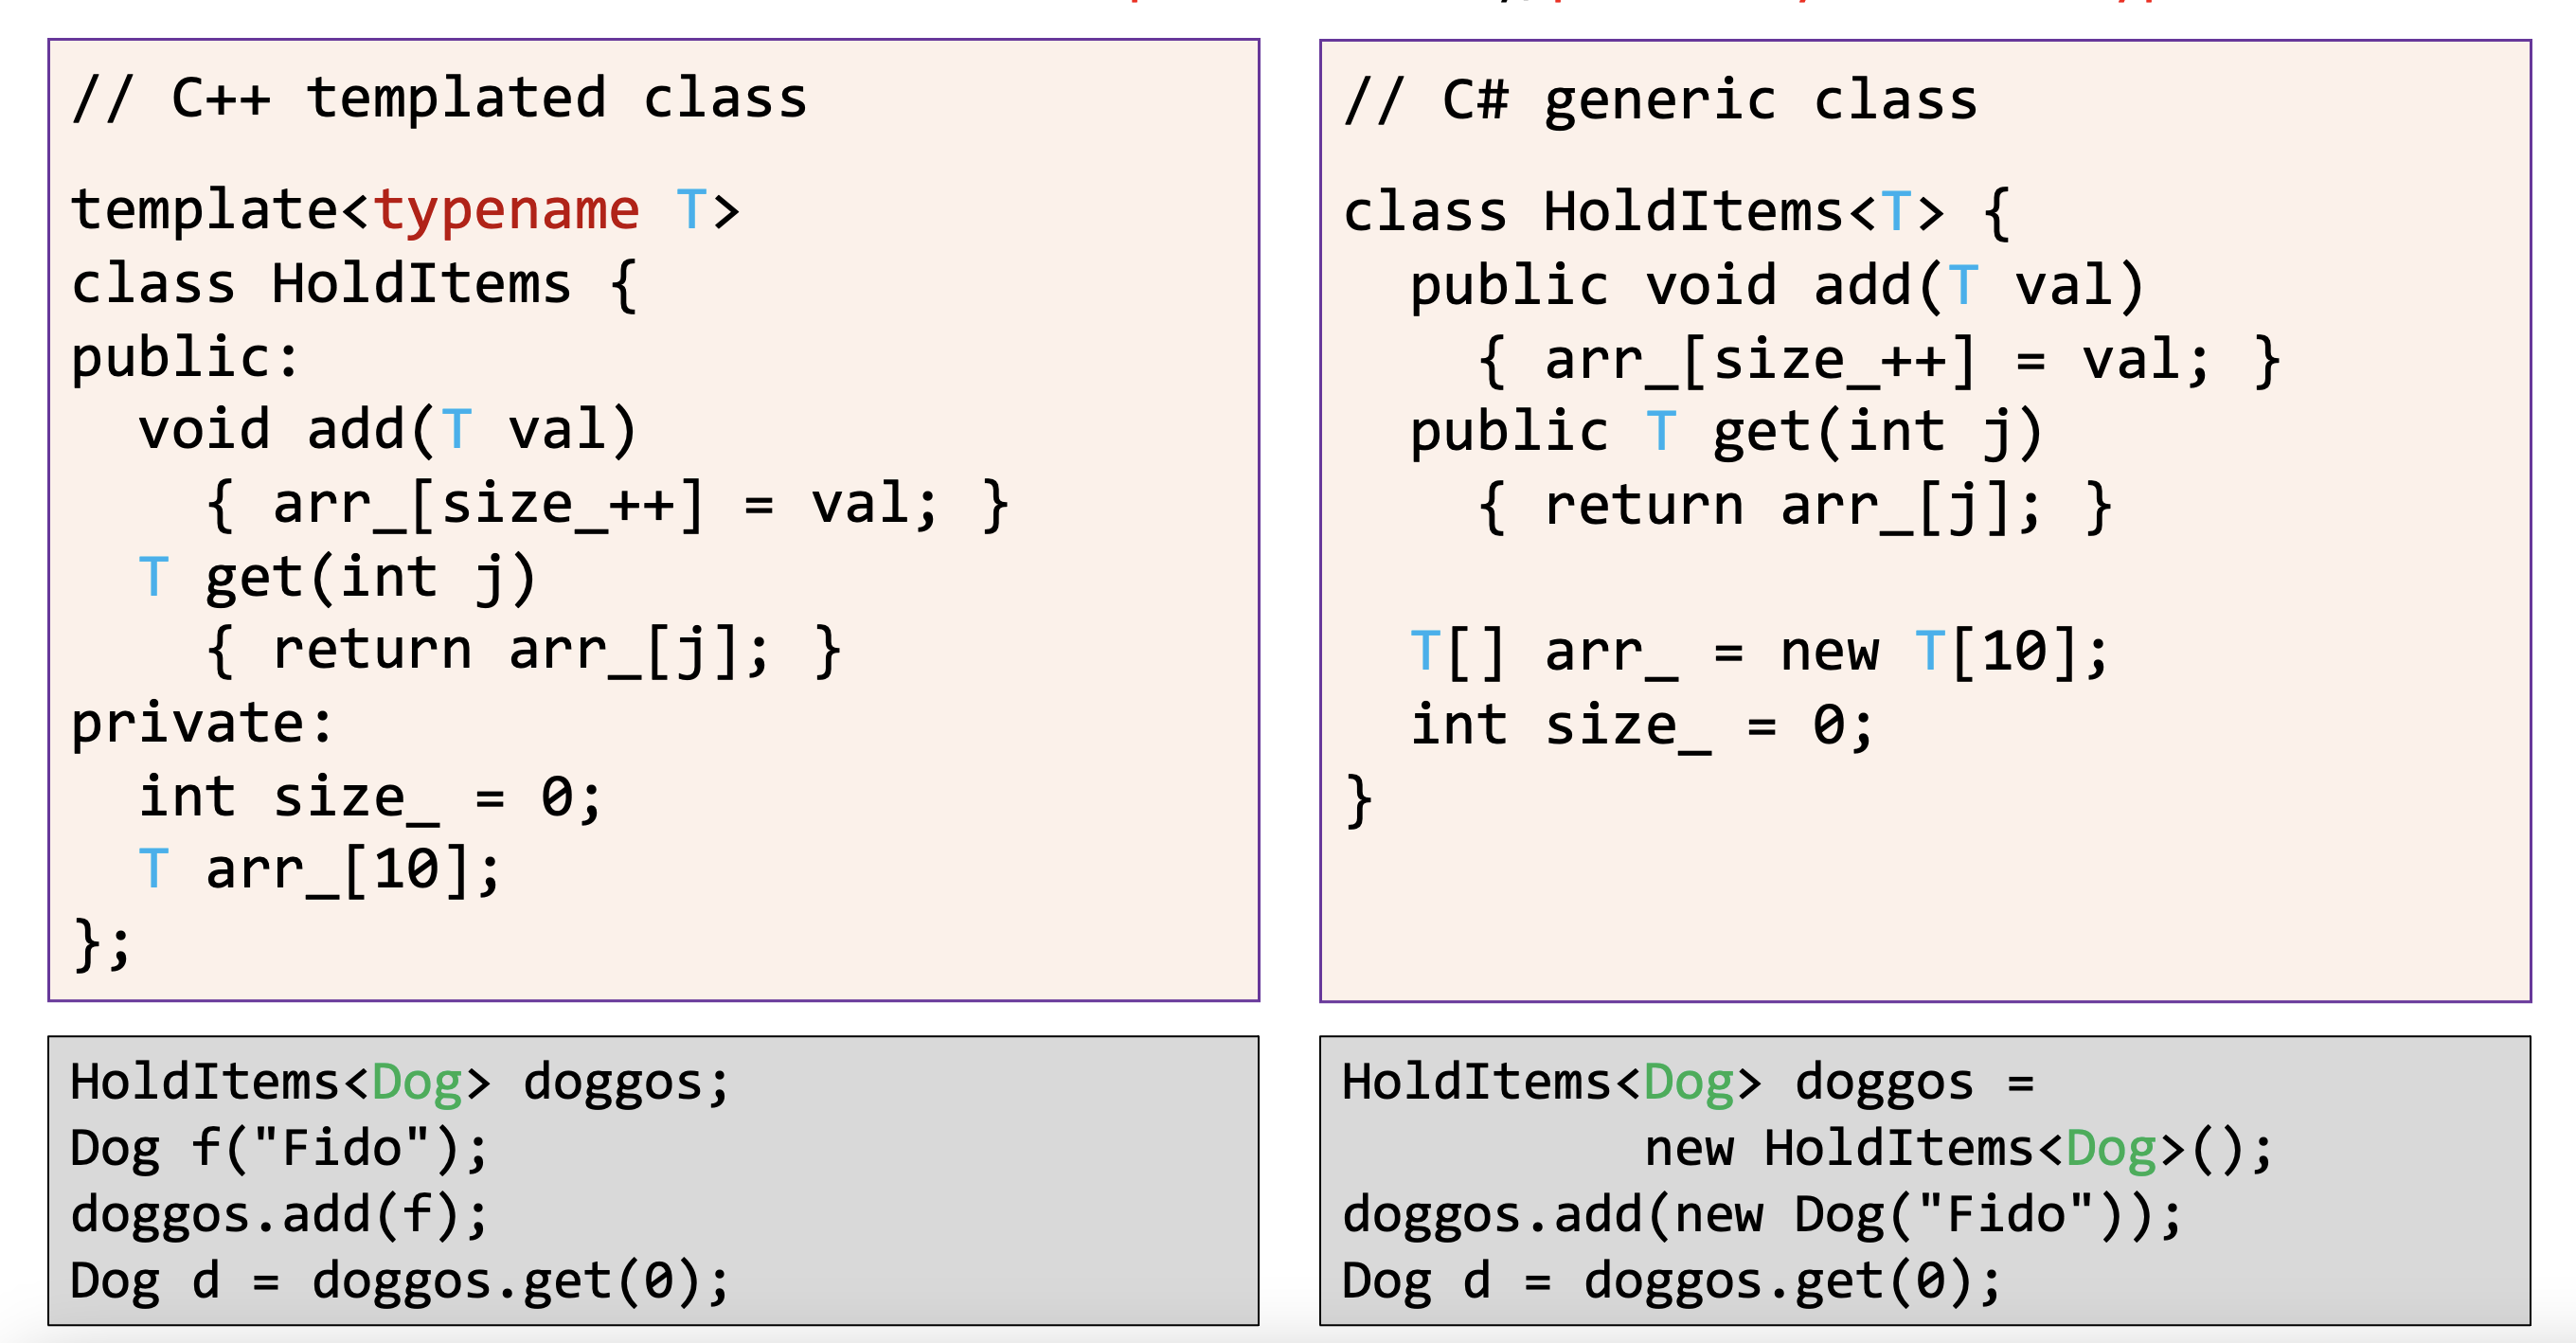 // C++ templated class
template<typename T>
class HoldItems {
public:
  void add(T val)
    { arr_[size_++] = val; }
  T get(int j)
    { return arr_[j]; }
private:
  int size_ = 0;
  T arr_[10];
};
// C# generic class
class HoldItems<T> {
  public void add(T val)
    { arr_[size_++] = val; }
  public T get(int j)
    { return arr_[j]; }
  T[] arr_ = new T[10];
  int size_ = 0;
}
HoldItems<Dog> doggos;
Dog f("Fido");
doggos.add(f);
Dog d = doggos.get(0);
HoldItems<Dog> doggos =
         new HoldItems<Dog>();
doggos.add(new Dog("Fido"));
Dog d = doggos.get(0);